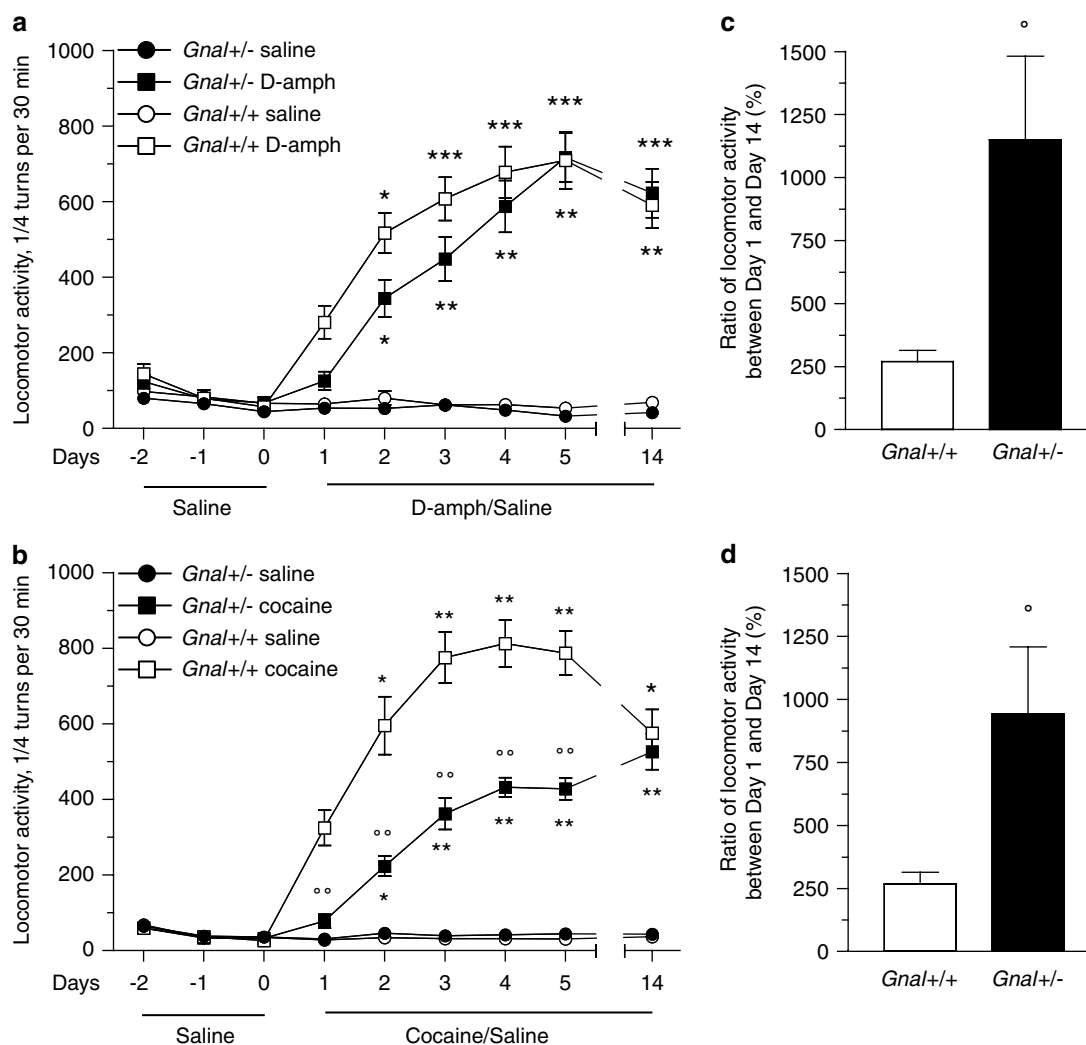 a
Gnal+/- saline
Gnal+/- D-amph
Gnal+/+ saline
Gnal+/+ D-amph
Locomotor activity, 1/4 turns per 30 min
1000
800
600
400
200
0
*
***
***
***
***
*
**
**
**
**
Days -2 -1 0 1 2 3 4 5 14
Saline
D-amph/Saline
c
Ratio of locomotor activity
between Day 1 and Day 14 (%)
1500
1250
1000
750
500
250
0
°
Gnal+/+ Gnal+/-
b
Gnal+/- saline
Gnal+/- cocaine
Gnal+/+ saline
Gnal+/+ cocaine
Locomotor activity, 1/4 turns per 30 min
1000
800
600
400
200
0
*
**
**
**
*
°°
°°
°°
°°
°°
*
**
**
**
**
Days -2 -1 0 1 2 3 4 5 14
Saline
Cocaine/Saline
d
Ratio of locomotor activity
between Day 1 and Day 14 (%)
1500
1250
1000
750
500
250
0
°
Gnal+/+ Gnal+/-